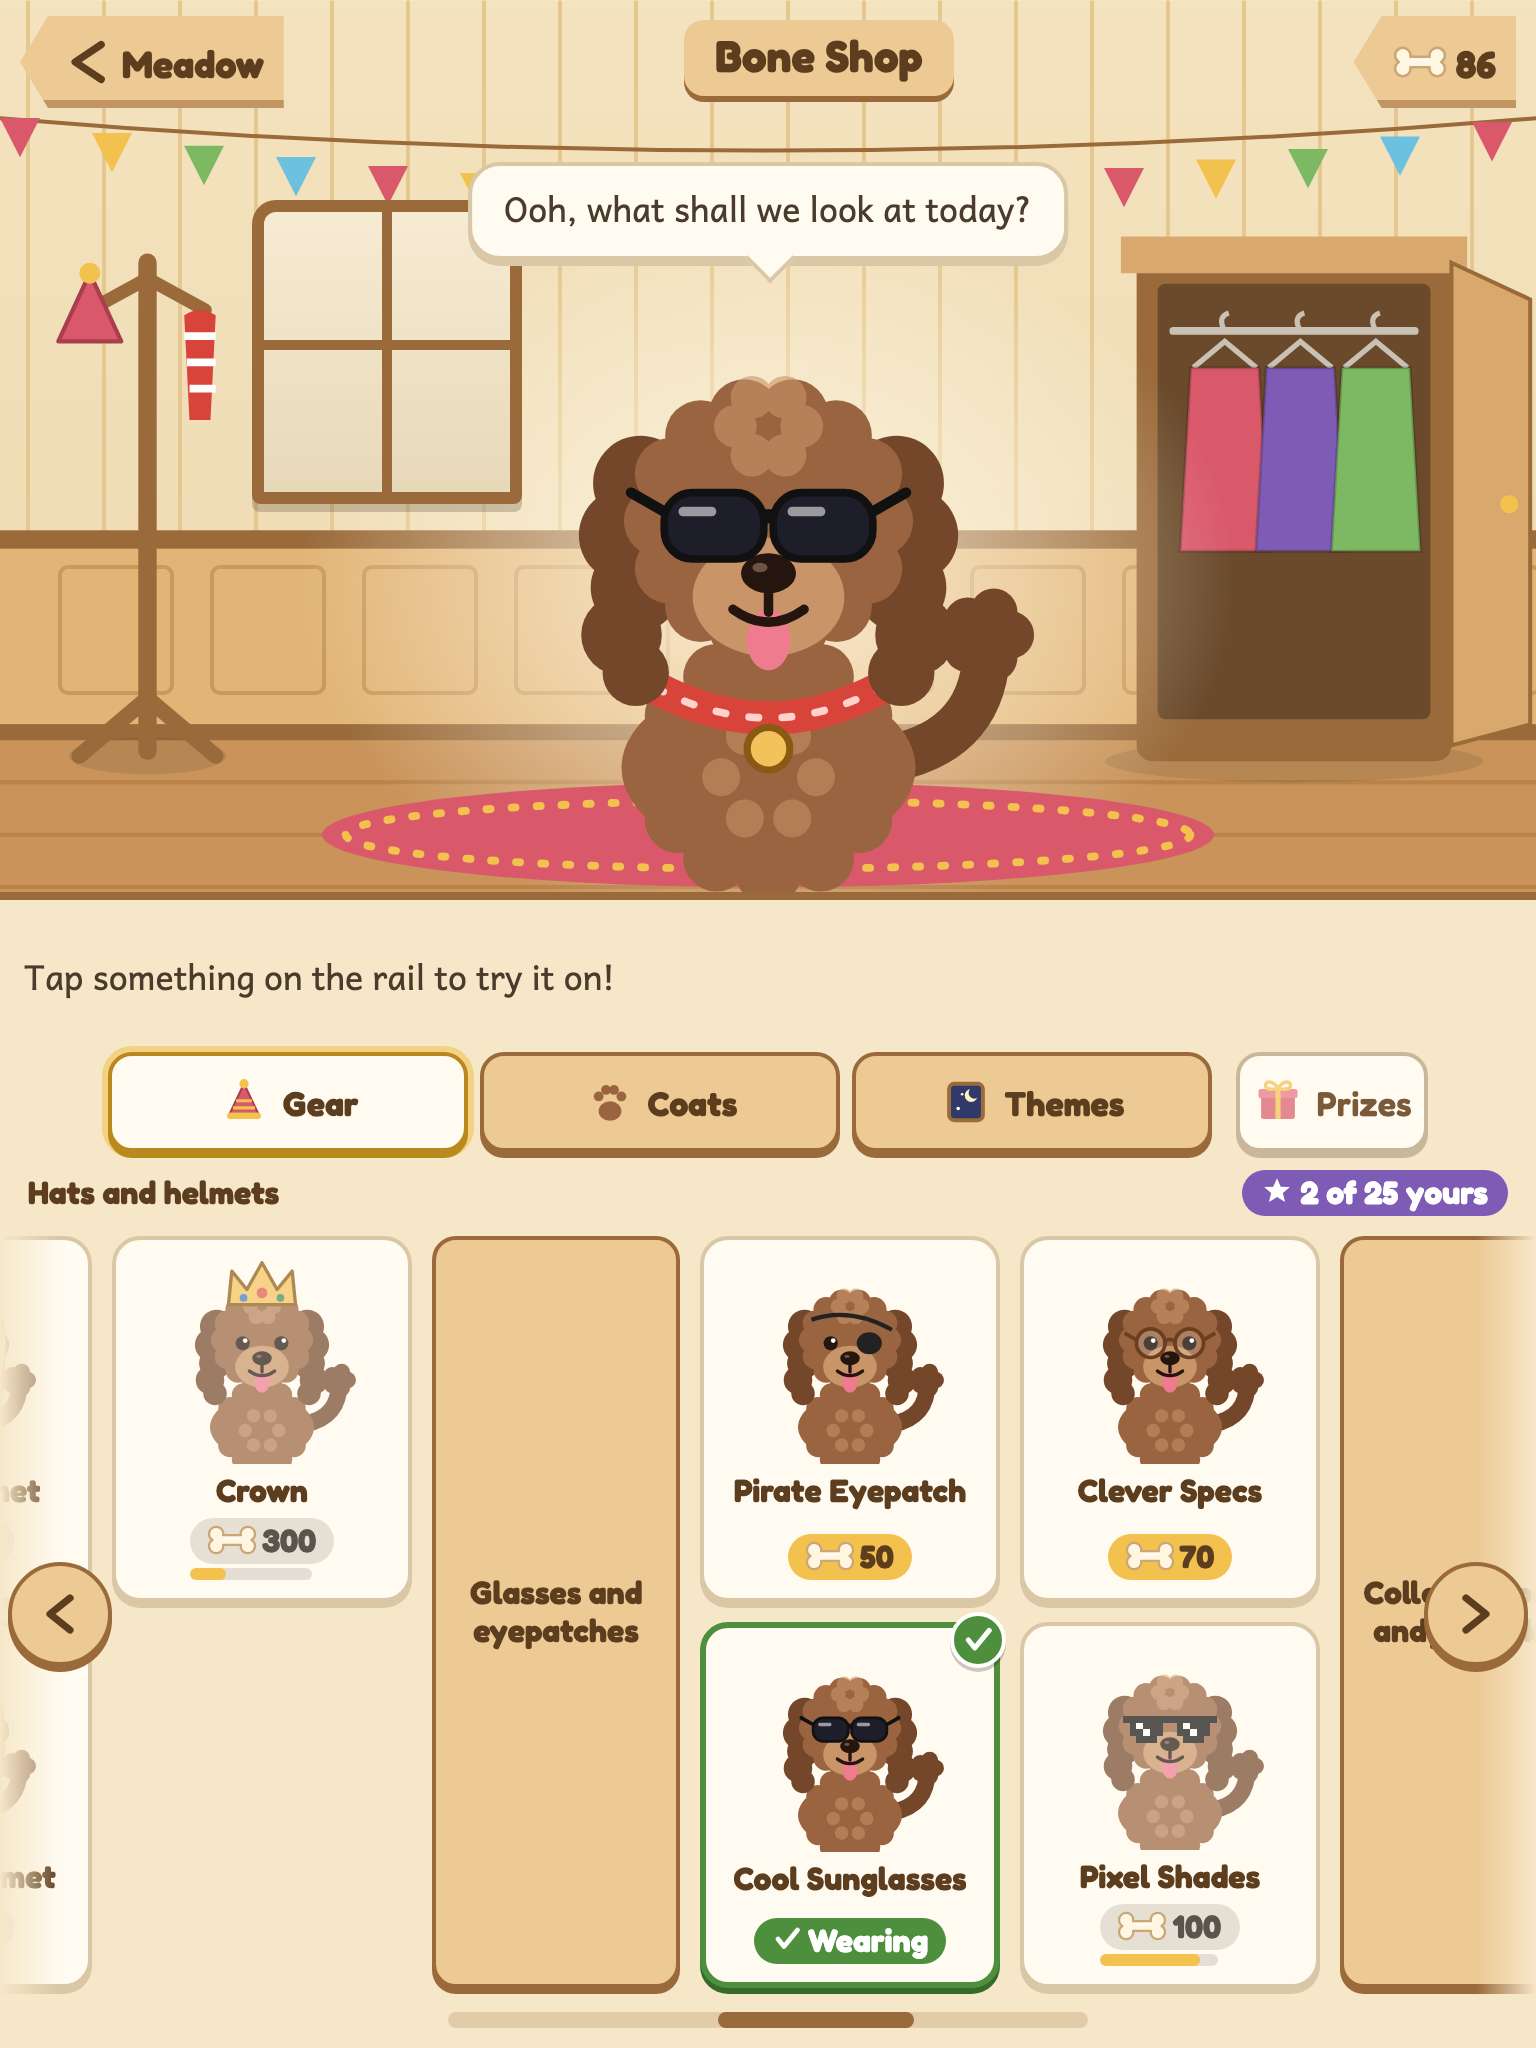 Meadow
Bone Shop
86
Ooh, what shall we look at today?
Tap something on the rail to try it on!
Gear
Coats
Themes
Prizes
Hats and helmets
2 of 25 yours
Crown
300
Glasses and
eyepatches
Pirate Eyepatch
50
Clever Specs
70
Cool Sunglasses
Wearing
Pixel Shades
100